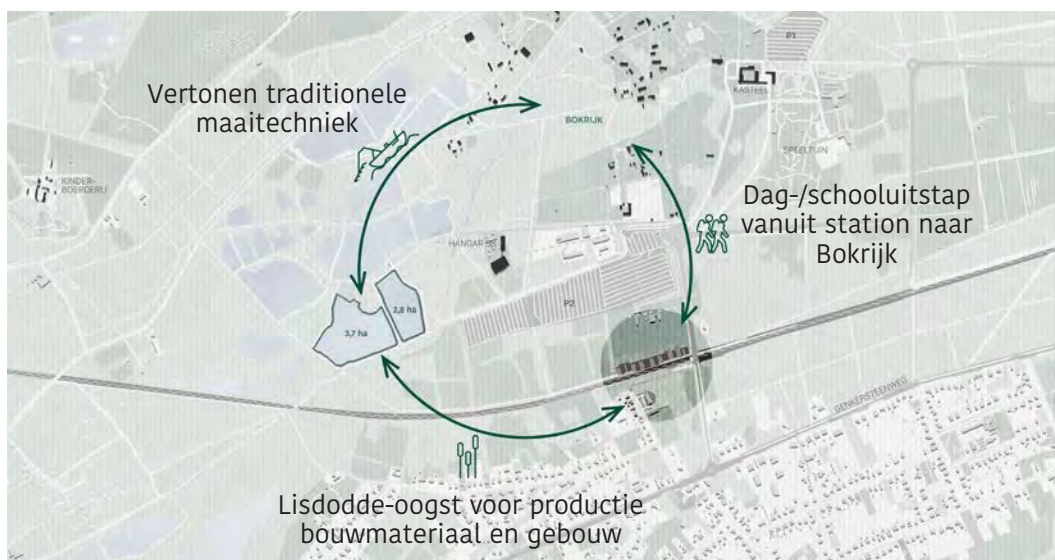 P1
KASTEEL
Vertonen traditionele
maaitechniek
BOKRIJK
SPEELTUIN
KINDER-
BOERDERIJ
Dag-/schooluitstap
vanuit station naar
Bokrijk
HANGAR
P2
2,8 ha
3,7 ha
GENKERSTEENWEG
Lisdodde-oogst voor productie
bouwmateriaal en gebouw